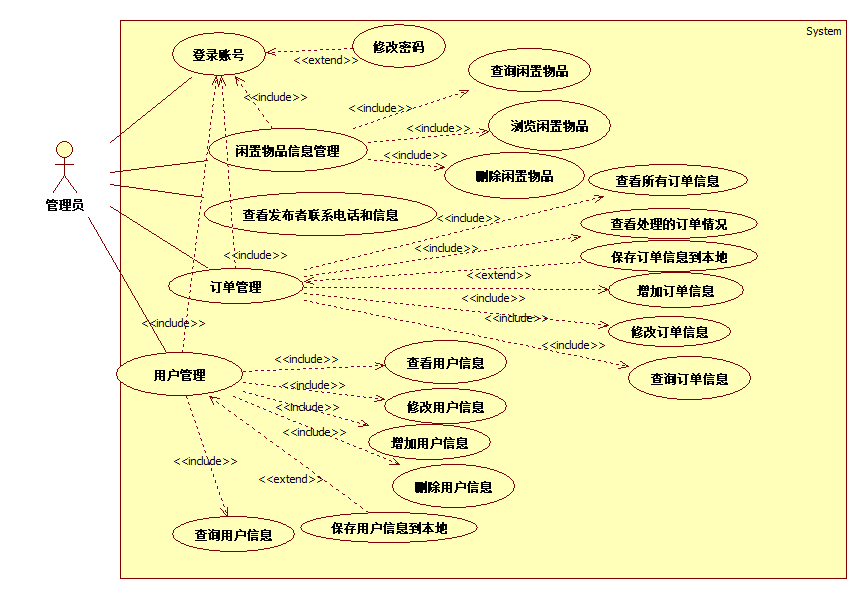 System
登录账号
修改密码
<<extend>>
查询闲置物品
<<include>>
<<include>>
浏览闲置物品
<<include>>
闲置物品信息管理
<<include>>
删除闲置物品
管理员
查看所有订单信息
查看发布者联系电话和信息
<<include>>
查看处理的订单情况
<<include>>
<<include>>
保存订单信息到本地
<<extend>>
订单管理
增加订单信息
<<include>>
<<include>>
<<include>>
修改订单信息
<<include>>
用户管理
<<include>>
查看用户信息
查询订单信息
<<include>>
修改用户信息
<<include>>
<<include>>
增加用户信息
<<include>>
<<extend>>
删除用户信息
查询用户信息
保存用户信息到本地